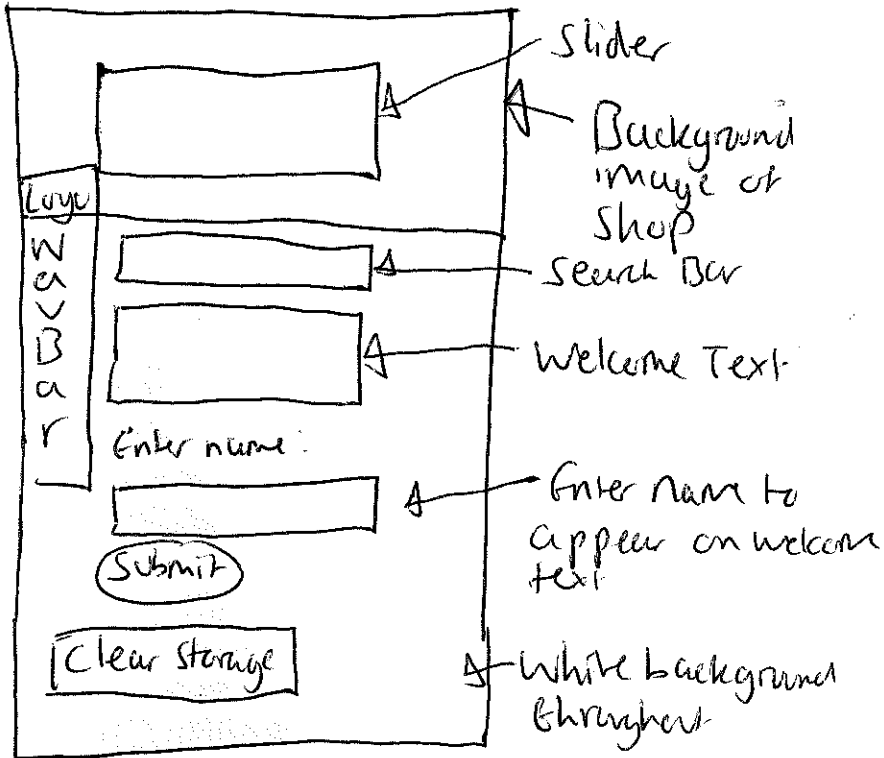 Slider
Background
image of
Shop
Logo
NavBar
Search Bar
Welcome Text
Enter name:
Enter name to
appear on welcome
text
Submit
Clear Storage
White background
throughout